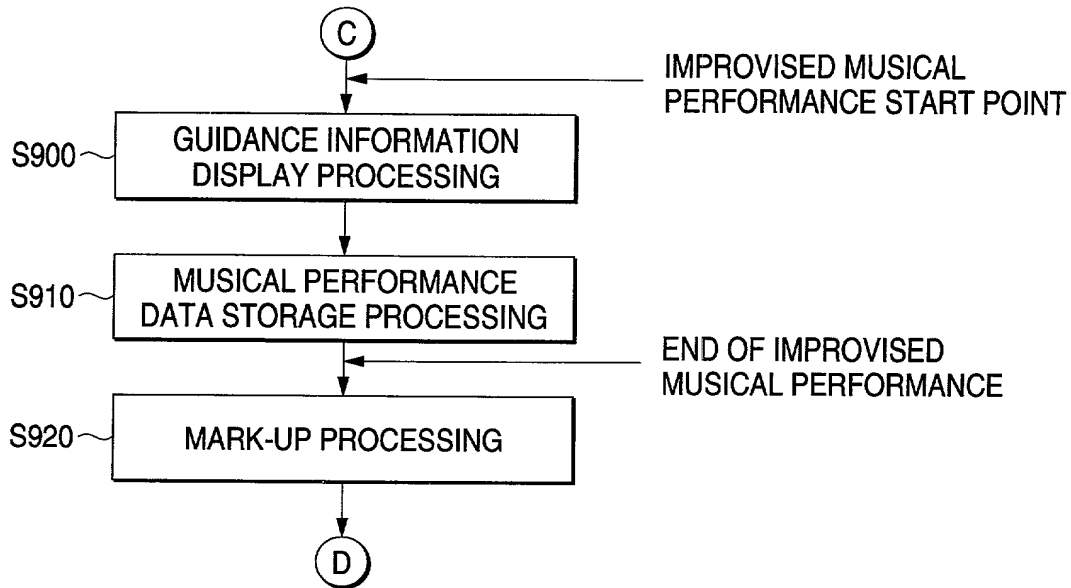 C
IMPROVISED MUSICAL
PERFORMANCE START POINT
S900
GUIDANCE INFORMATION
DISPLAY PROCESSING
S910
MUSICAL PERFORMANCE
DATA STORAGE PROCESSING
END OF IMPROVISED
MUSICAL PERFORMANCE
S920
MARK-UP PROCESSING
D